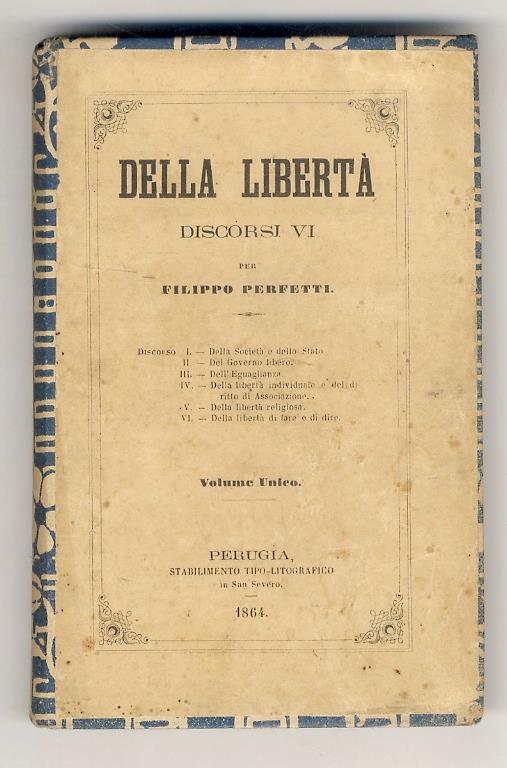 DELLA LIBERTÀ
DISCORSI VI
PER
FILIPPO PERFETTI.
DISCORSO I. — Della Società e dello Stato
II. — Del Governo libero.
III. — Dell'Eguaglianza.
IV. — Della libertà individuale e del di
ritto di Associazione.
V. — Della libertà religiosa.
VI. — Della libertà di fare e di dire.
Volume Unico.
PERUGIA,
STABILIMENTO TIPO-LITOGRAFICO
in San Severo.
1864.